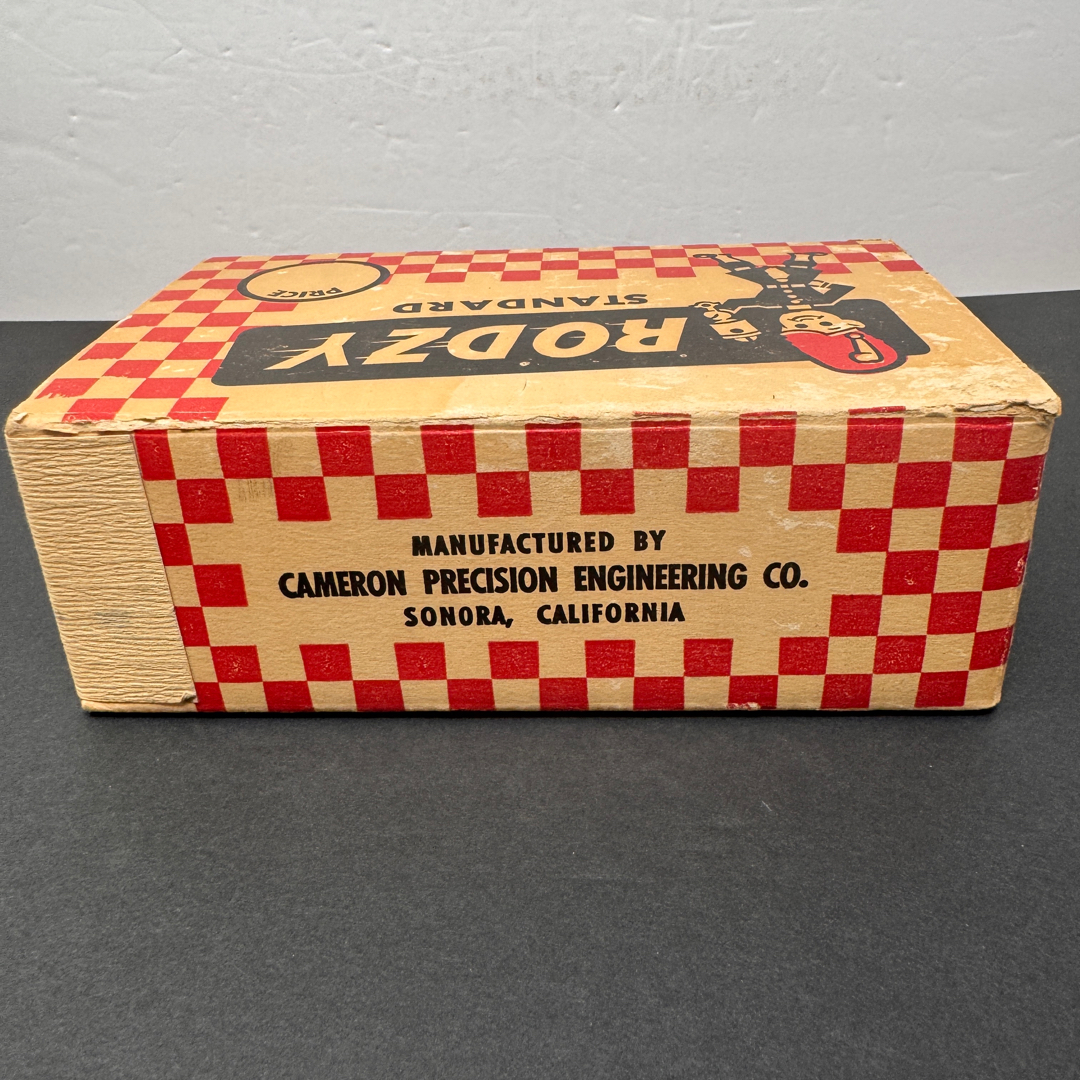 PRICE
STANDARD
RODZY
MANUFACTURED BY
CAMERON PRECISION ENGINEERING CO.
SONORA, CALIFORNIA